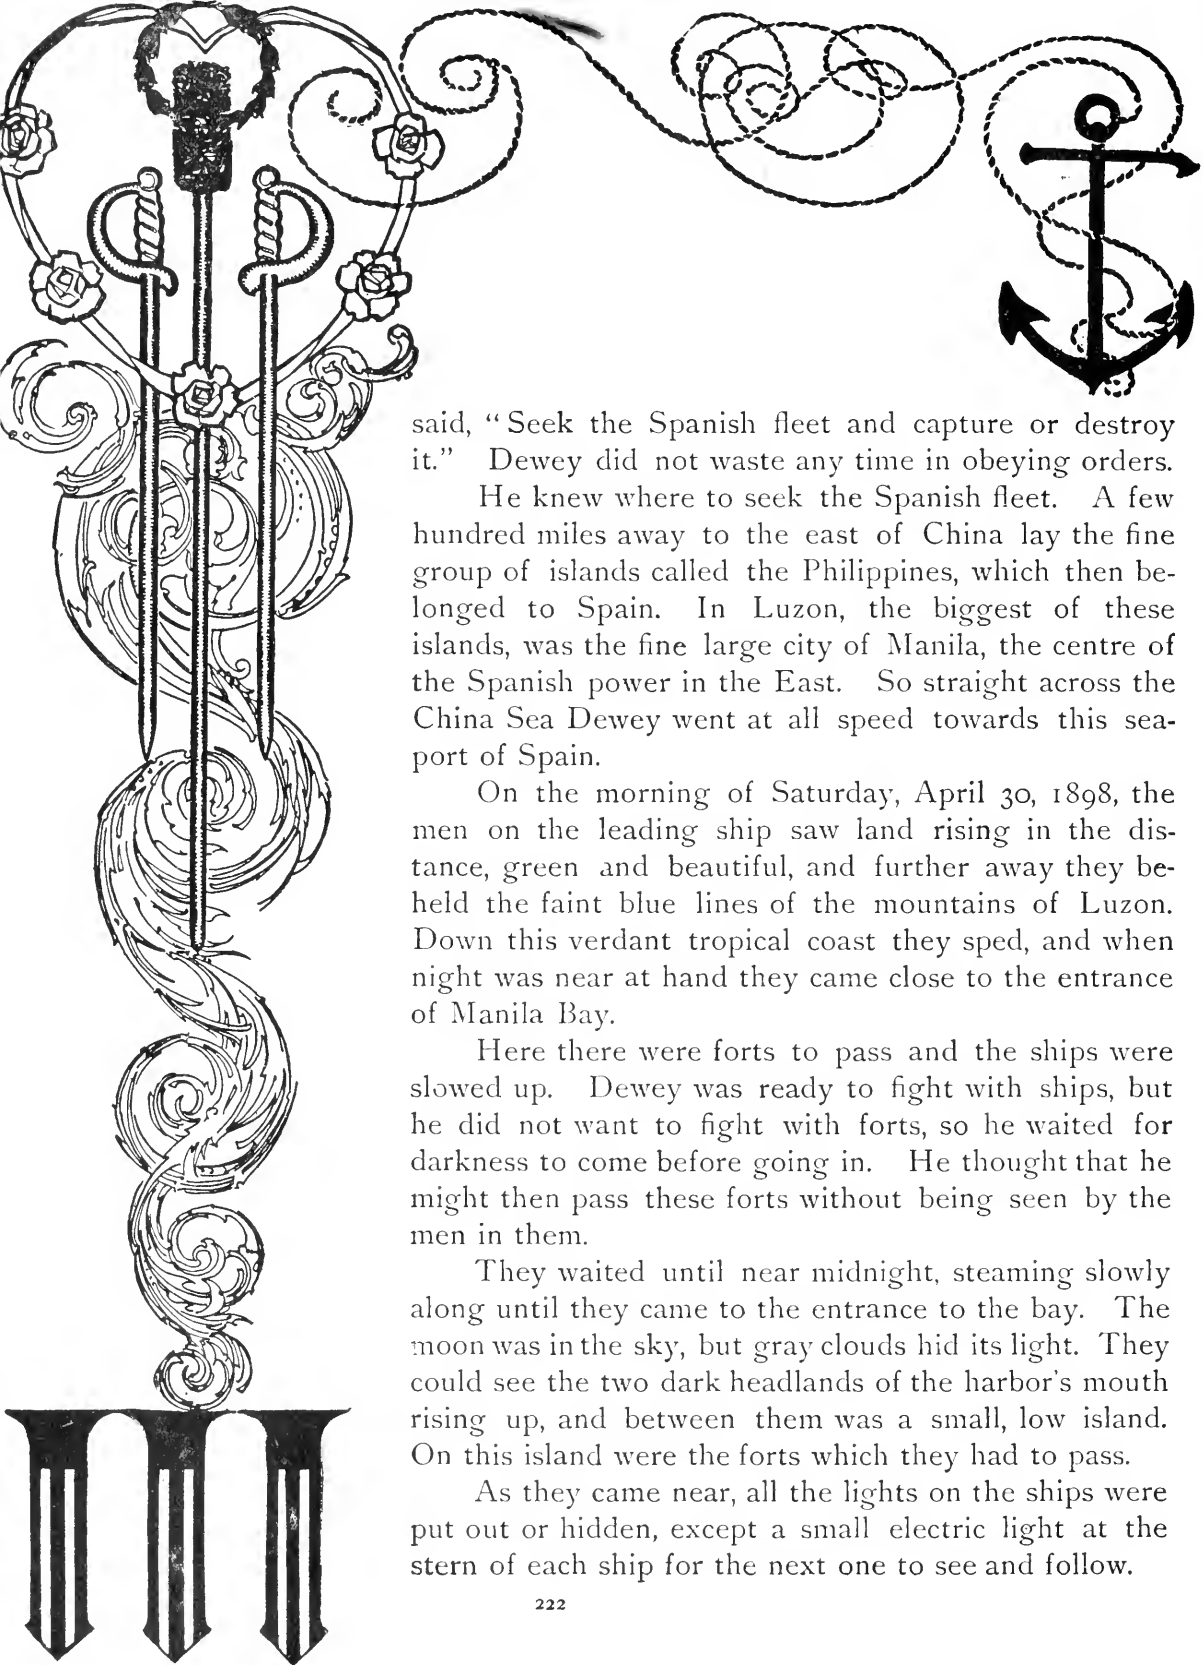 said, “Seek the Spanish fleet and capture or destroy
it.” Dewey did not waste any time in obeying orders.
He knew where to seek the Spanish fleet. A few
hundred miles away to the east of China lay the fine
group of islands called the Philippines, which then be-
longed to Spain. In Luzon, the biggest of these
islands, was the fine large city of Manila, the centre of
the Spanish power in the East. So straight across the
China Sea Dewey went at all speed towards this sea-
port of Spain.
On the morning of Saturday, April 30, 1898, the
men on the leading ship saw land rising in the dis-
tance, green and beautiful, and further away they be-
held the faint blue lines of the mountains of Luzon.
Down this verdant tropical coast they sped, and when
night was near at hand they came close to the entrance
of Manila Bay.
Here there were forts to pass and the ships were
slowed up. Dewey was ready to fight with ships, but
he did not want to fight with forts, so he waited for
darkness to come before going in. He thought that he
might then pass these forts without being seen by the
men in them.
They waited until near midnight, steaming slowly
along until they came to the entrance to the bay. The
moon was in the sky, but gray clouds hid its light. They
could see the two dark headlands of the harbor's mouth
rising up, and between them was a small, low island.
On this island were the forts which they had to pass.
As they came near, all the lights on the ships were
put out or hidden, except a small electric light at the
stern of each ship for the next one to see and follow.
222